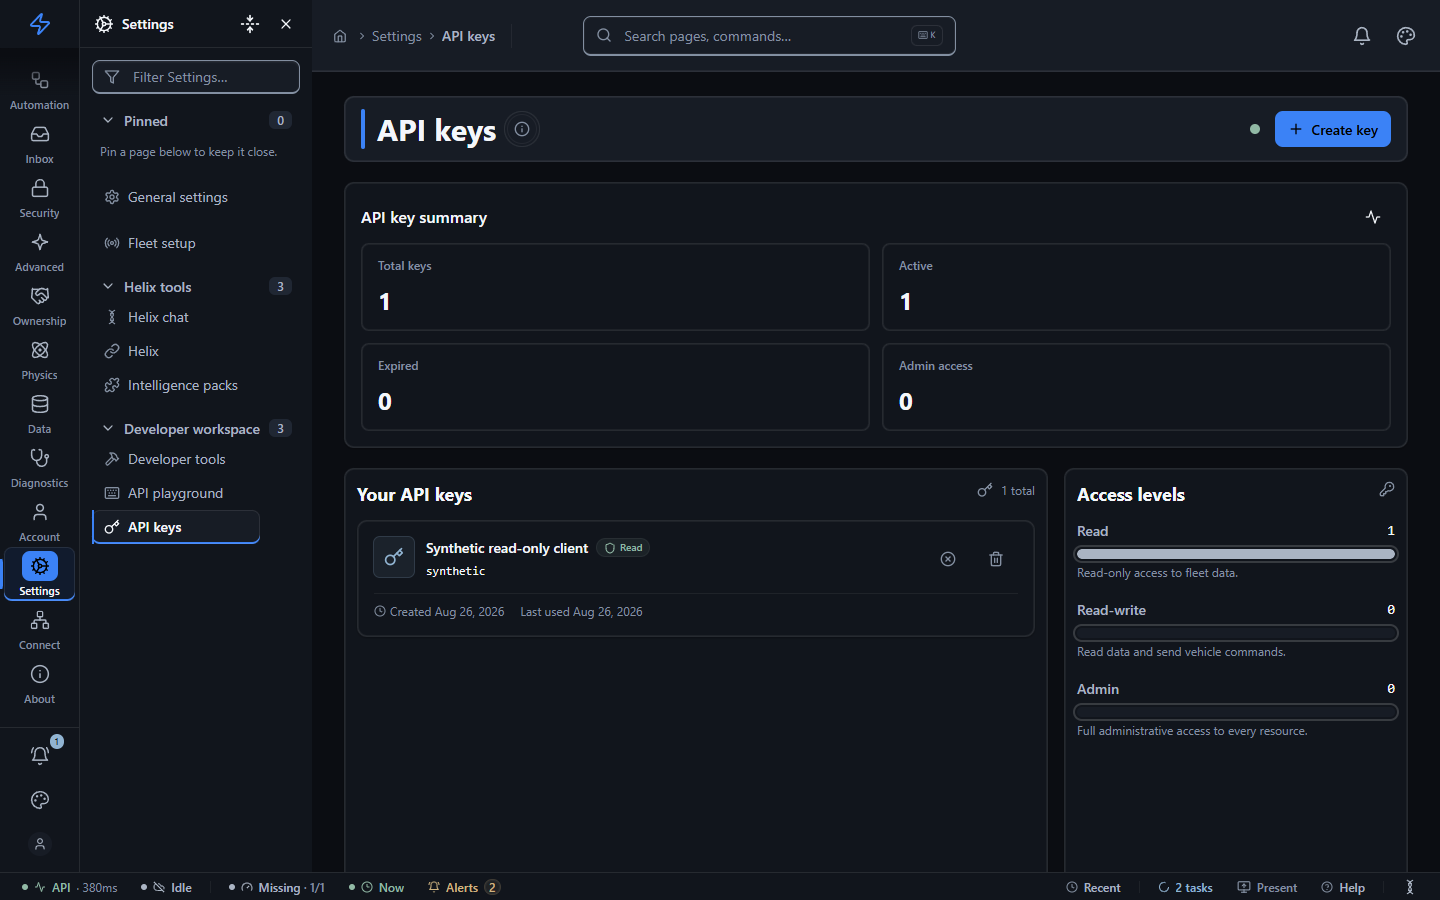 Settings
Filter Settings...
Pinned 0
Pin a page below to keep it close.
General settings
Fleet setup
Helix tools 3
Helix chat
Helix
Intelligence packs
Developer workspace 3
Developer tools
API playground
API keys
Automation
Inbox
Security
Advanced
Ownership
Physics
Data
Diagnostics
Account
Settings
Connect
About
1
Settings
API keys
Search pages, commands...
K
API keys
Create key
API key summary
Total keys
1
Active
1
Expired
0
Admin access
0
Your API keys
1 total
Synthetic read-only client
Read
synthetic
Created Aug 26, 2026
Last used Aug 26, 2026
Access levels
Read 1
Read-only access to fleet data.
Read-write 0
Read data and send vehicle commands.
Admin 0
Full administrative access to every resource.
API · 380ms
Idle
Missing · 1/1
Now
Alerts 2
Recent
2 tasks
Present
Help